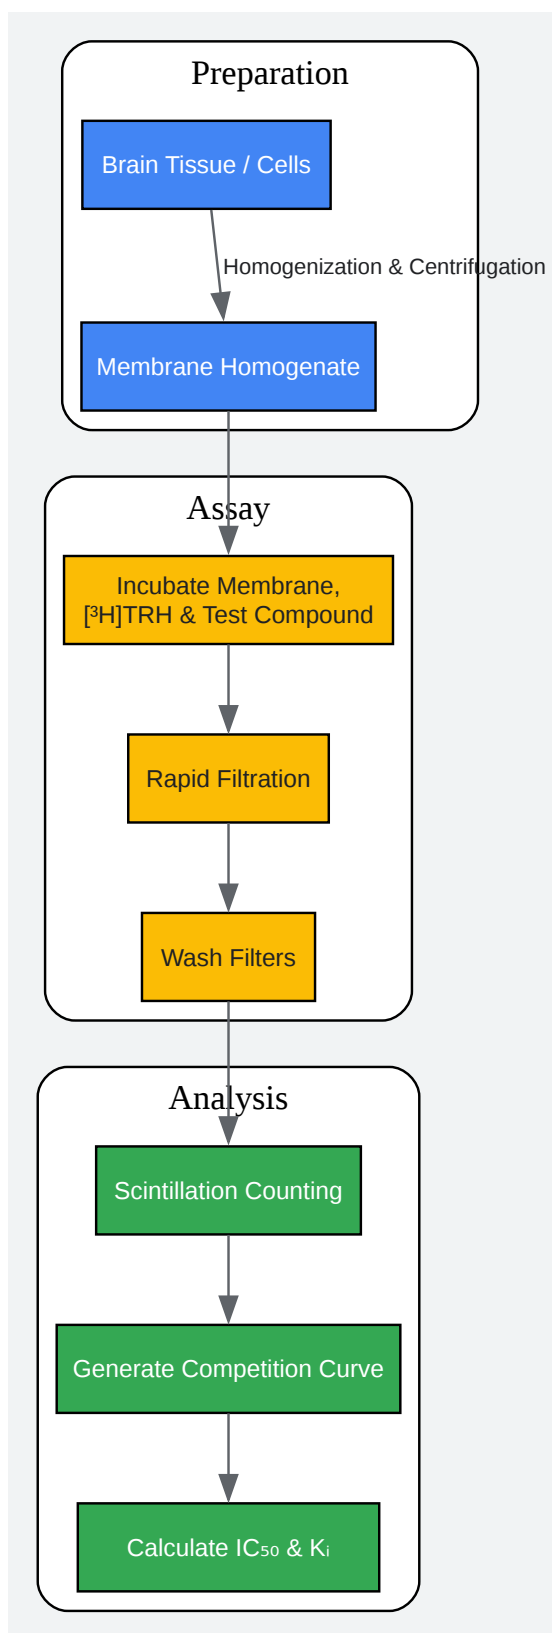 Preparation
Brain Tissue / Cells
Homogenization & Centrifugation
Membrane Homogenate
Assay
Incubate Membrane,
[³H]TRH & Test Compound
Rapid Filtration
Wash Filters
Analysis
Scintillation Counting
Generate Competition Curve
Calculate IC₅₀ & Kᵢ